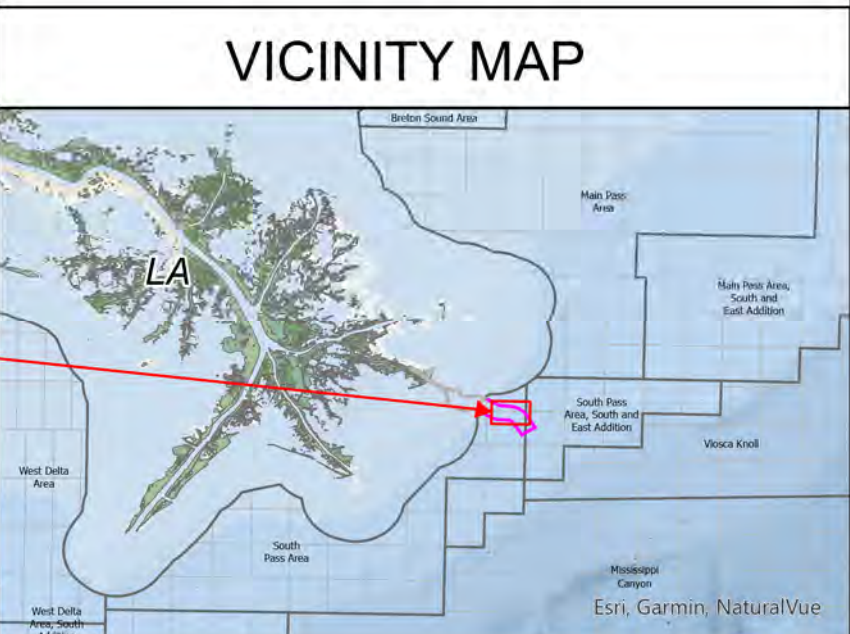 VICINITY MAP
Breton Sound Area
Main Pass
Area
LA
Main Pass Area,
South and
East Addition
South Pass
Area, South and
East Addition
Viosca Knoll
West Delta
Area
South
Pass Area
Mississippi
Canyon
Esri, Garmin, NaturalVue
West Delta
Area, South